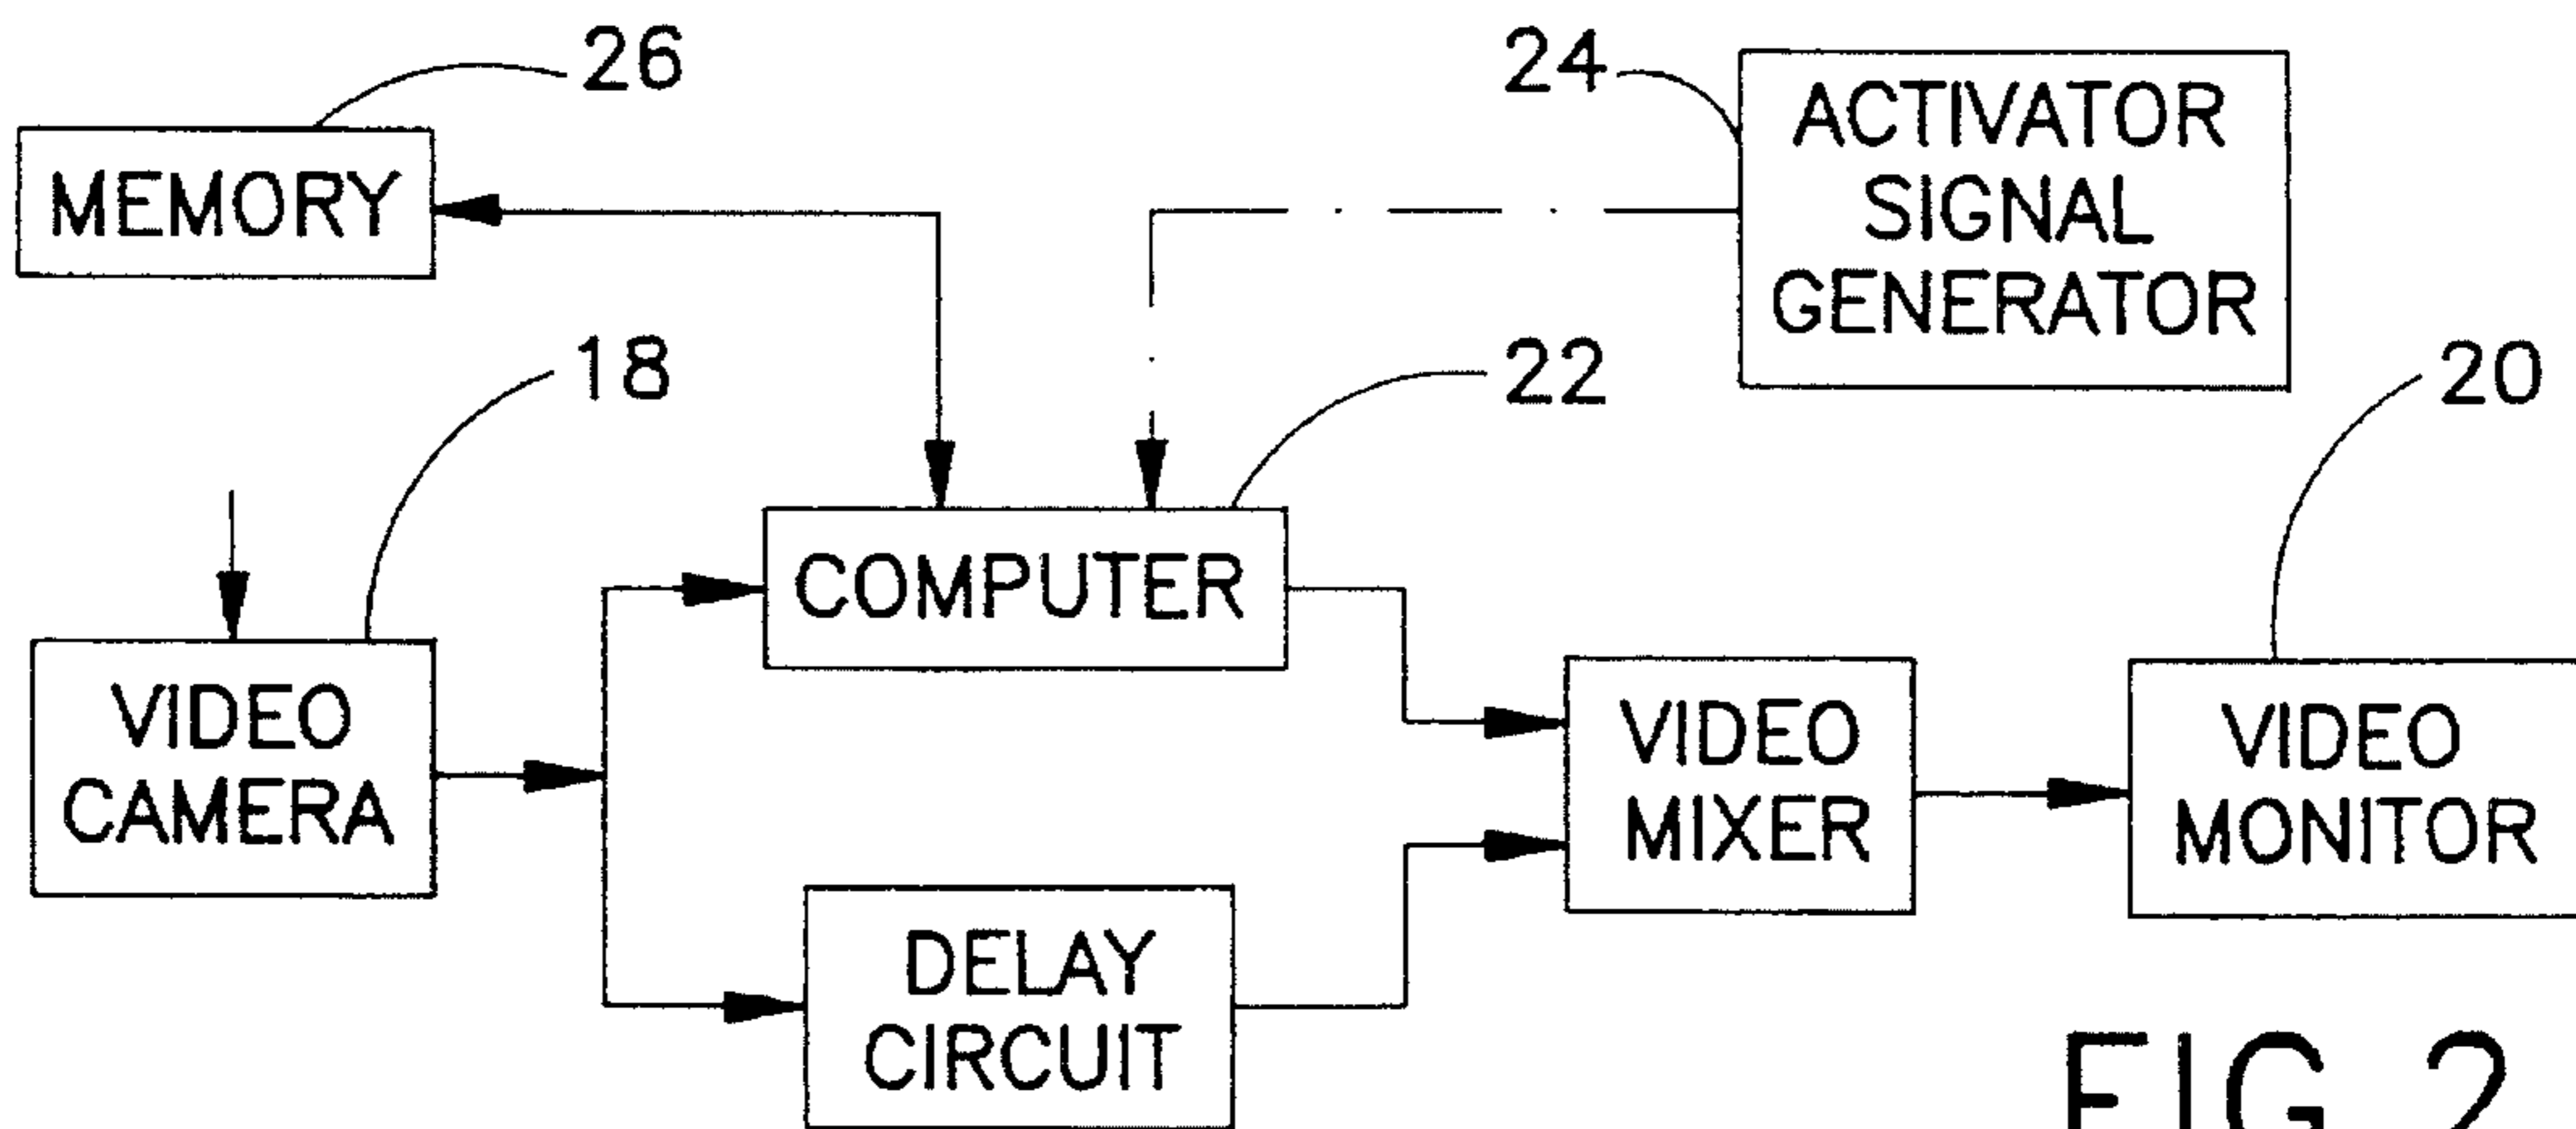 26
24
ACTIVATOR
SIGNAL
GENERATOR
MEMORY
18
22
20
COMPUTER
VIDEO
CAMERA
VIDEO
MIXER
VIDEO
MONITOR
DELAY
CIRCUIT
FIG 2